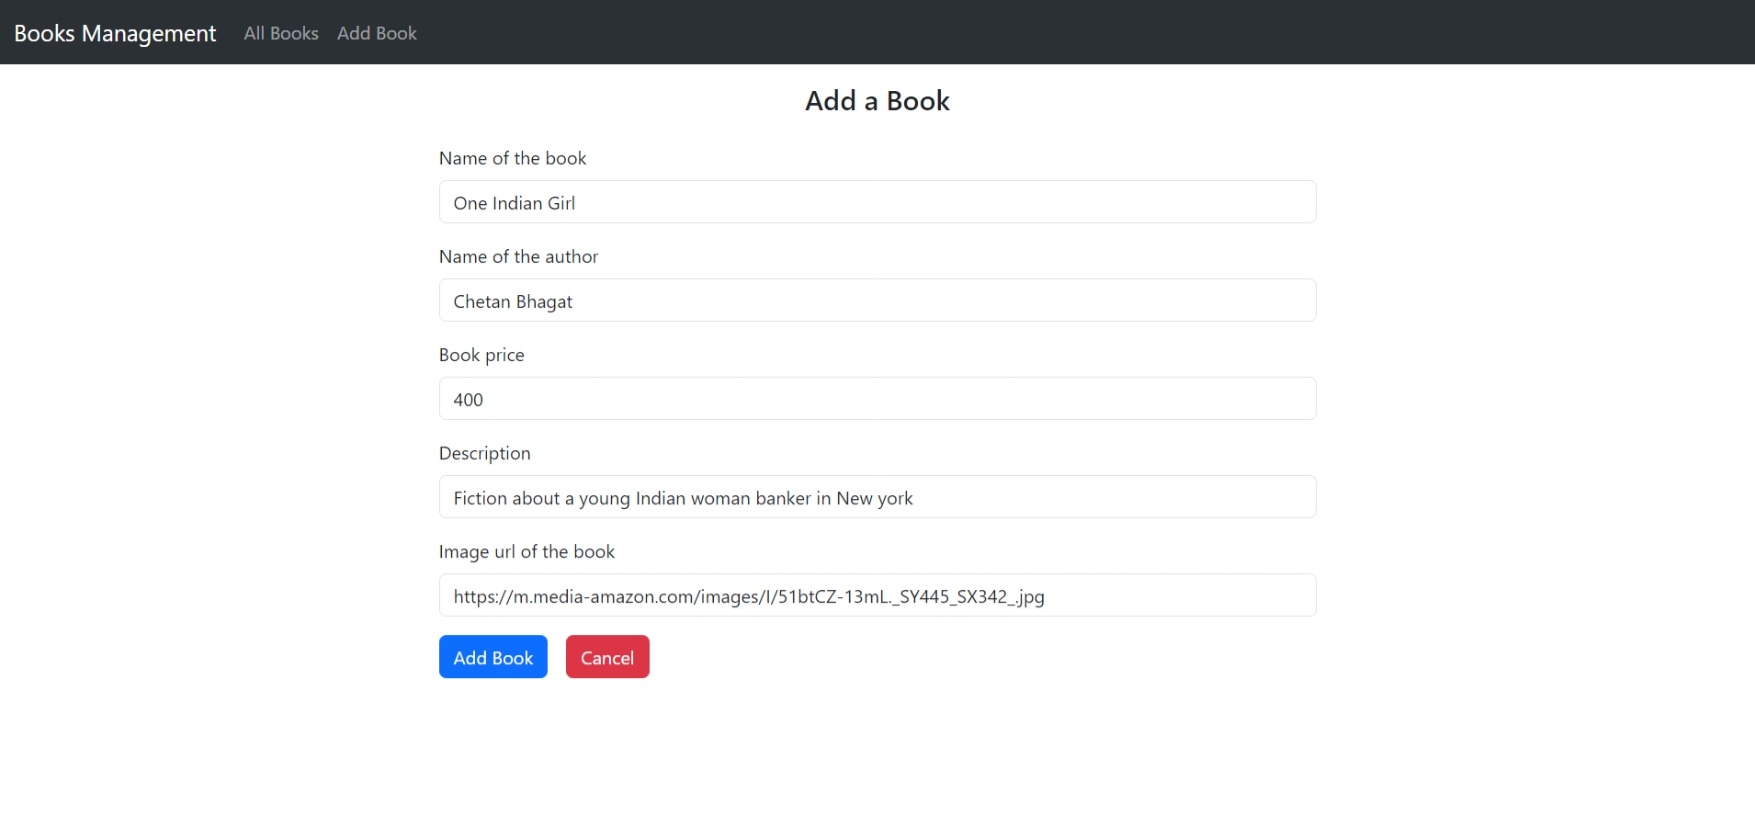 Books Management All Books Add Book
Add a Book
Name of the book
One Indian Girl
Name of the author
Chetan Bhagat
Book price
400
Description
Fiction about a young Indian woman banker in New york
Image url of the book
https://m.media-amazon.com/images/I/51btCZ-13mL._SY445_SX342_.jpg
Add Book Cancel